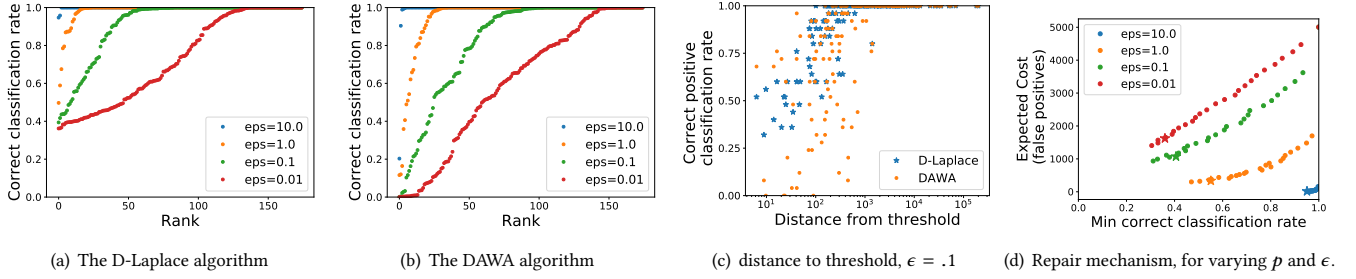 Correct classification rate
1.0
0.8
0.6
0.4
0.2
0.0
eps=10.0
eps=1.0
eps=0.1
eps=0.01
0
50
100
150
Rank
(a) The D-Laplace algorithm
Correct classification rate
1.0
0.8
0.6
0.4
0.2
0.0
eps=10.0
eps=1.0
eps=0.1
eps=0.01
0
50
100
150
Rank
(b) The DAWA algorithm
Correct positive
classification rate
1.00
0.75
0.50
0.25
0.00
D-Laplace
DAWA
10¹
10²
10³
10⁴
10⁵
Distance from threshold
(c) distance to threshold, ϵ = .1
Expected Cost
(false positives)
5000
4000
3000
2000
1000
0
eps=10.0
eps=1.0
eps=0.1
eps=0.01
0.0
0.2
0.4
0.6
0.8
1.0
Min correct classification rate
(d) Repair mechanism, for varying p and ϵ.